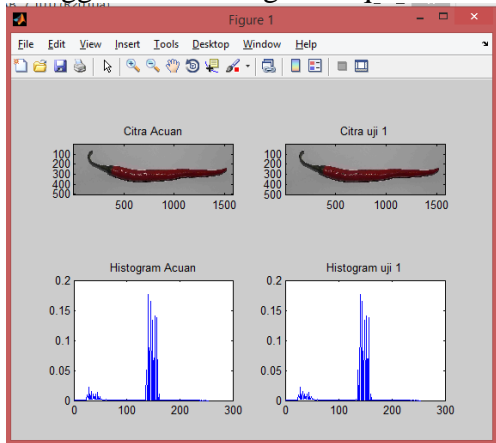 Figure 1
File Edit View Insert Tools Desktop Window Help
Citra Acuan
100
200
300
400
500
500 1000 1500
Citra uji 1
100
200
300
400
500
500 1000 1500
Histogram Acuan
0.2
0.15
0.1
0.05
0
0 100 200 300
Histogram uji 1
0.2
0.15
0.1
0.05
0
0 100 200 300